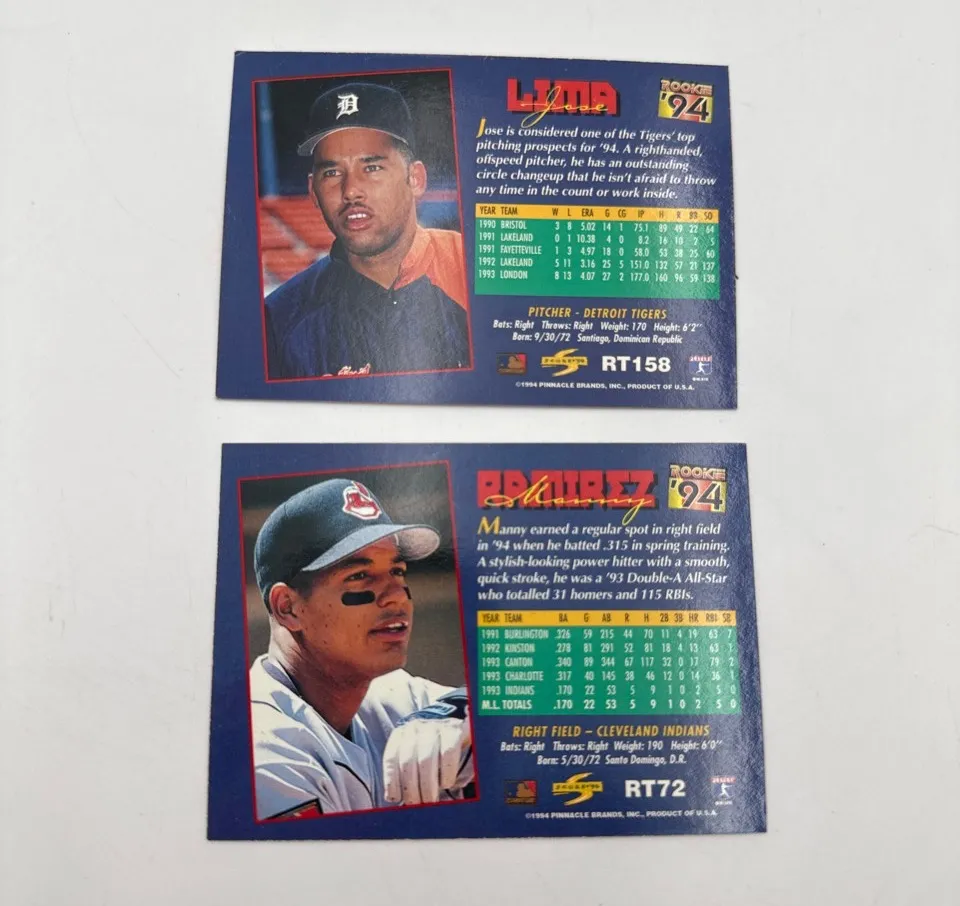 LIMA
Jose
ROOKIE
'94
Jose is considered one of the Tigers' top
pitching prospects for '94. A righthanded,
offspeed pitcher, he has an outstanding
circle changeup that he isn't afraid to throw
any time in the count or work inside.
YEAR TEAM W L ERA G CG IP H R BB SO
1990 BRISTOL 3 8 5.02 14 1 75.1 89 49 22 64
1991 LAKELAND 0 1 10.38 4 0 8.2 16 10 2 5
1991 FAYETTEVILLE 1 3 4.97 18 0 58.0 53 38 25 60
1992 LAKELAND 5 11 3.16 25 5 151.0 132 57 21 137
1993 LONDON 8 13 4.07 27 2 177.0 160 96 59 138
PITCHER - DETROIT TIGERS
Bats: Right Throws: Right Weight: 170 Height: 6'2"
Born: 9/30/72 Santiago, Dominican Republic
SCORE '94
RT158
©1994 PINNACLE BRANDS, INC., PRODUCT OF U.S.A.
RAMIREZ
Manny
ROOKIE
'94
Manny earned a regular spot in right field
in '94 when he batted .315 in spring training.
A stylish-looking power hitter with a smooth,
quick stroke, he was a '93 Double-A All-Star
who totalled 31 homers and 115 RBIs.
YEAR TEAM BA G AB R H 2B 3B HR RBI SB
1991 BURLINGTON .326 59 215 44 70 11 4 19 63 7
1992 KINSTON .278 81 291 52 81 18 4 13 63 1
1993 CANTON .340 89 344 67 117 32 0 17 79 2
1993 CHARLOTTE .317 40 145 38 46 12 0 14 36 1
1993 INDIANS .170 22 53 5 9 1 0 2 5 0
M.L. TOTALS .170 22 53 5 9 1 0 2 5 0
RIGHT FIELD – CLEVELAND INDIANS
Bats: Right Throws: Right Weight: 190 Height: 6'0"
Born: 5/30/72 Santo Domingo, D.R.
SCORE '94
RT72
©1994 PINNACLE BRANDS, INC., PRODUCT OF U.S.A.